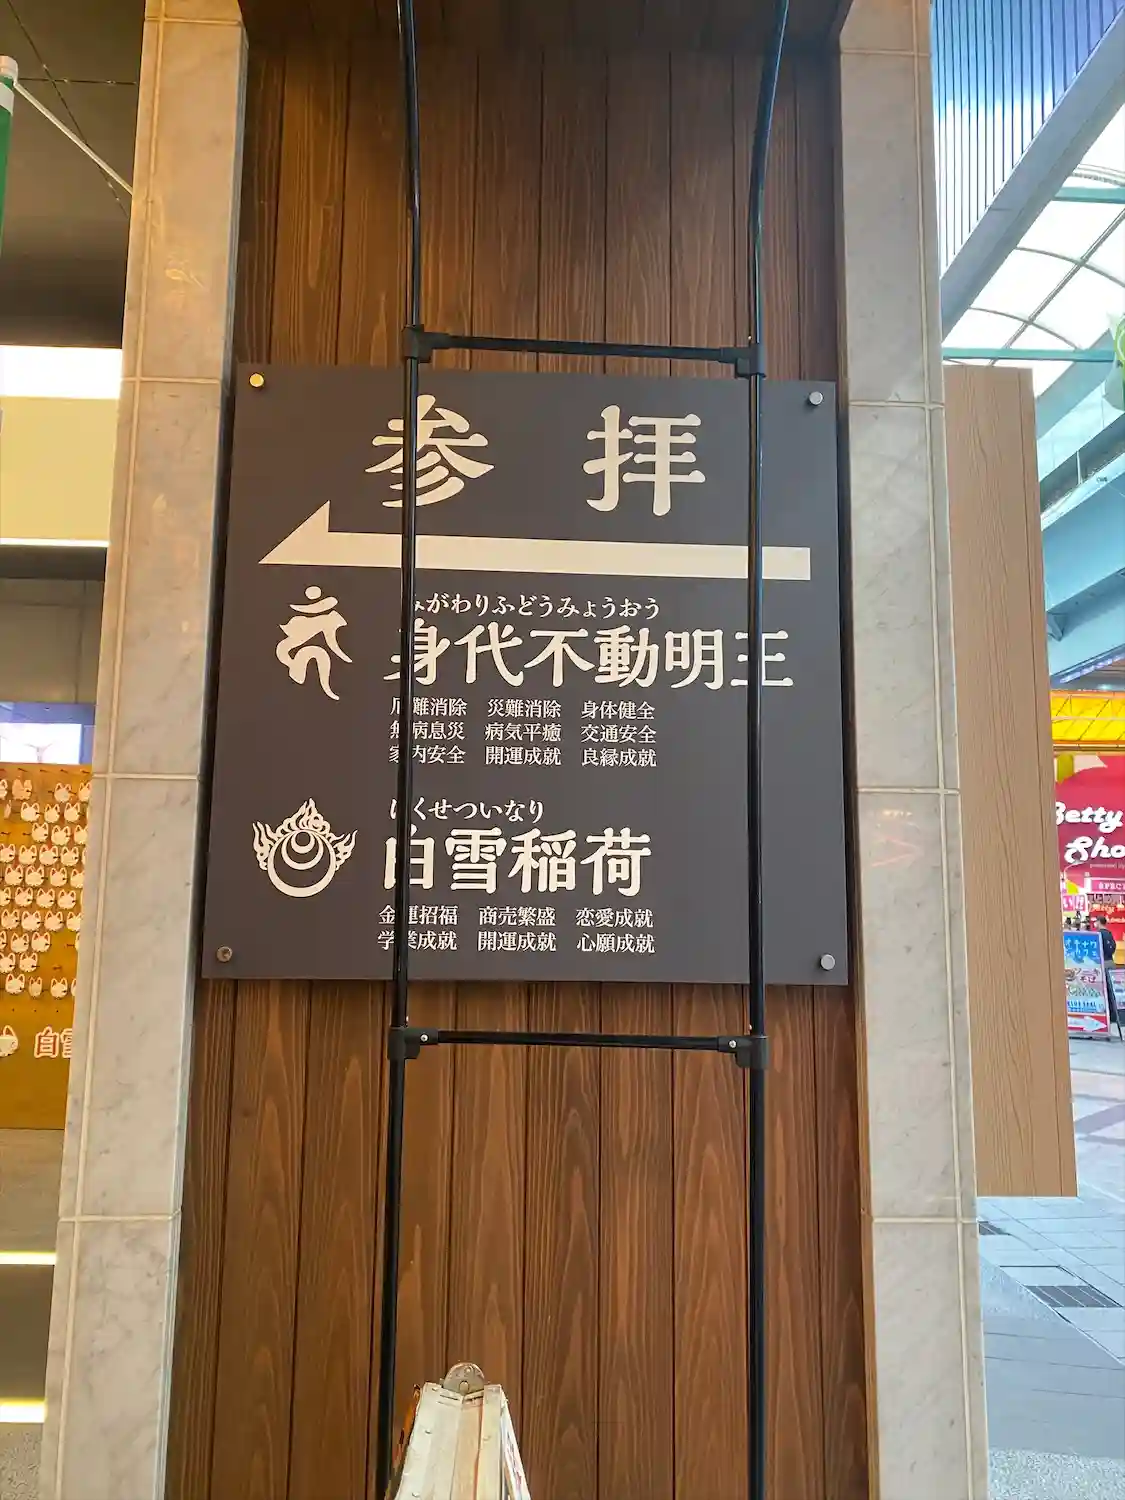 参拝
みがわりふどうみょうおう
身代不動明王
厄難消除 災難消除 身体健全
無病息災 病気平癒 交通安全
家内安全 開運成就 良縁成就
はくせついなり
白雪稲荷
金運招福 商売繁盛 恋愛成就
学業成就 開運成就 心願成就
白雪
Betty
Sho